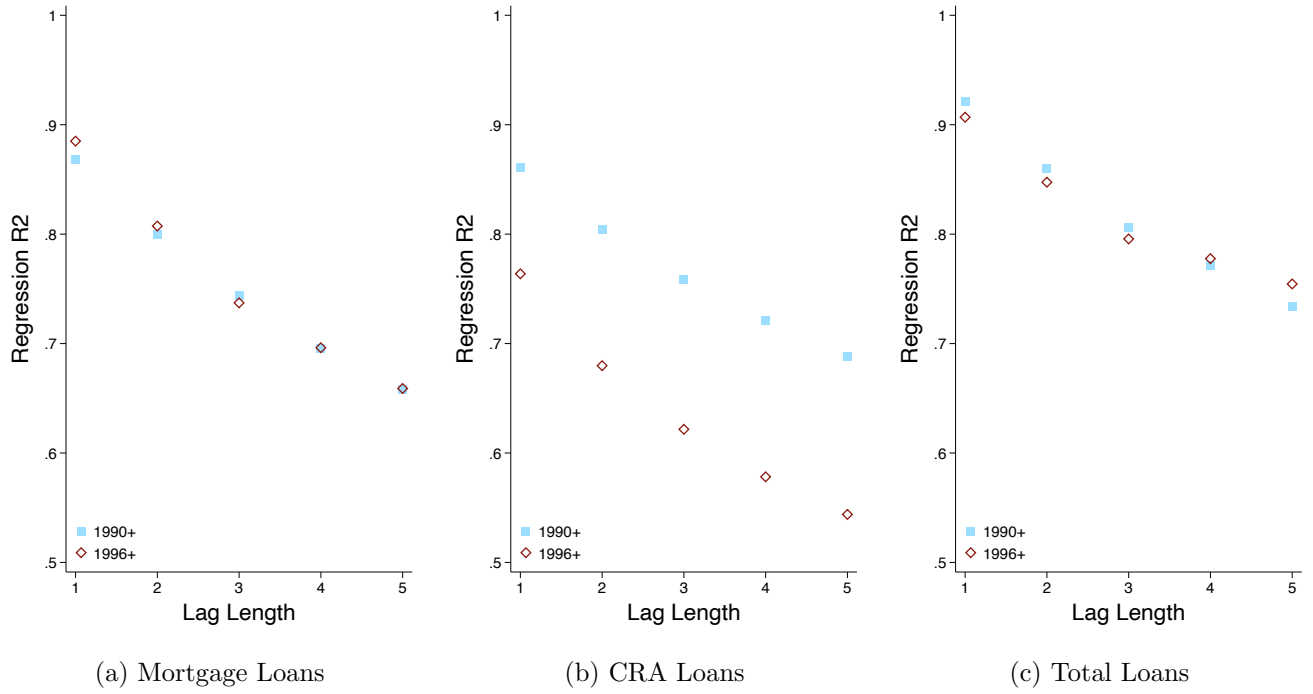 1
.9
.8
.7
.6
.5
Regression R2
1990+
1996+
1 2 3 4 5
Lag Length
(a) Mortgage Loans
1
.9
.8
.7
.6
.5
Regression R2
1990+
1996+
1 2 3 4 5
Lag Length
(b) CRA Loans
1
.9
.8
.7
.6
.5
Regression R2
1990+
1996+
1 2 3 4 5
Lag Length
(c) Total Loans